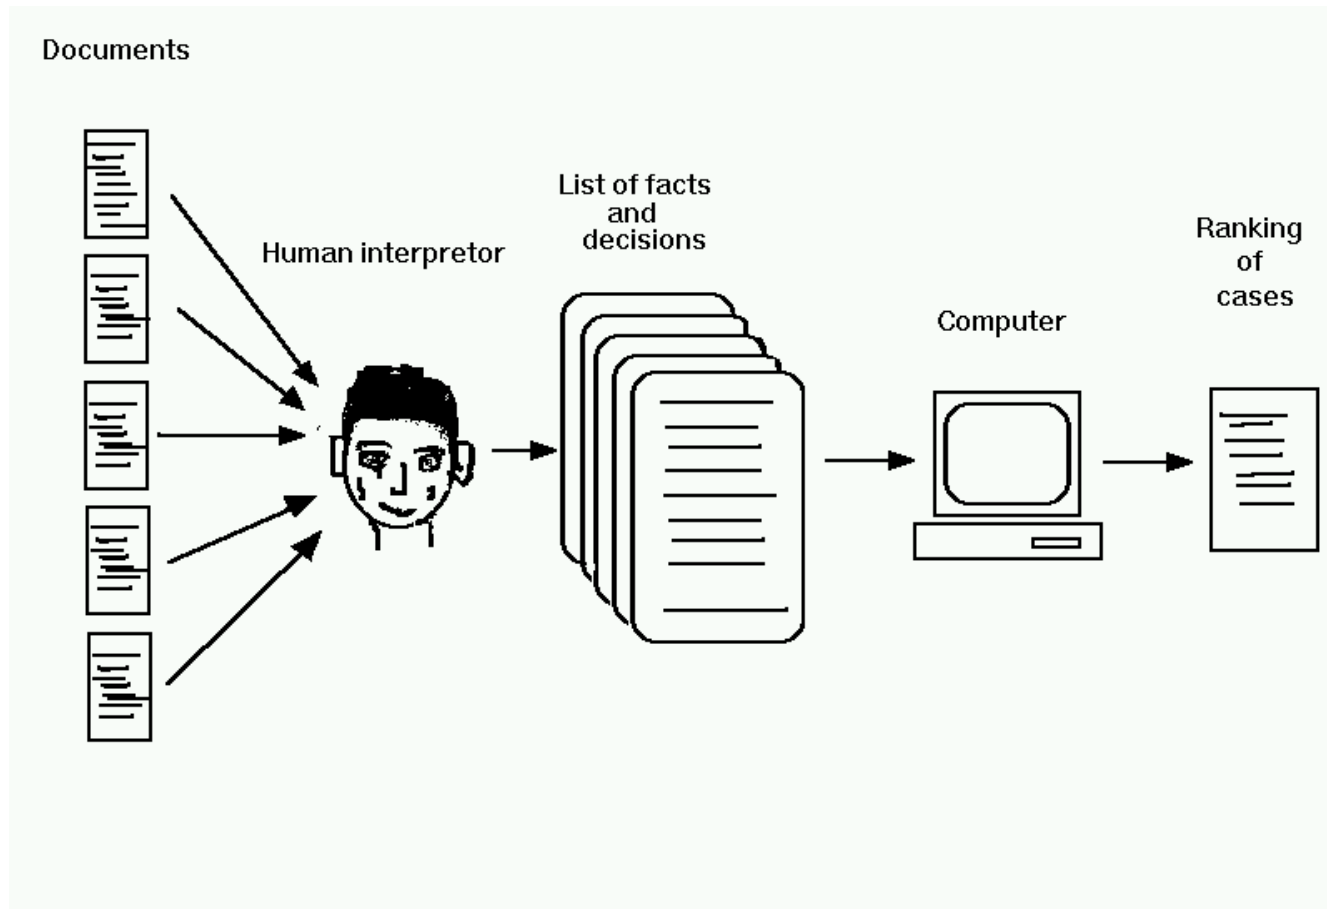 Documents
Human interpretor
List of facts
and
decisions
Computer
Ranking
of
cases